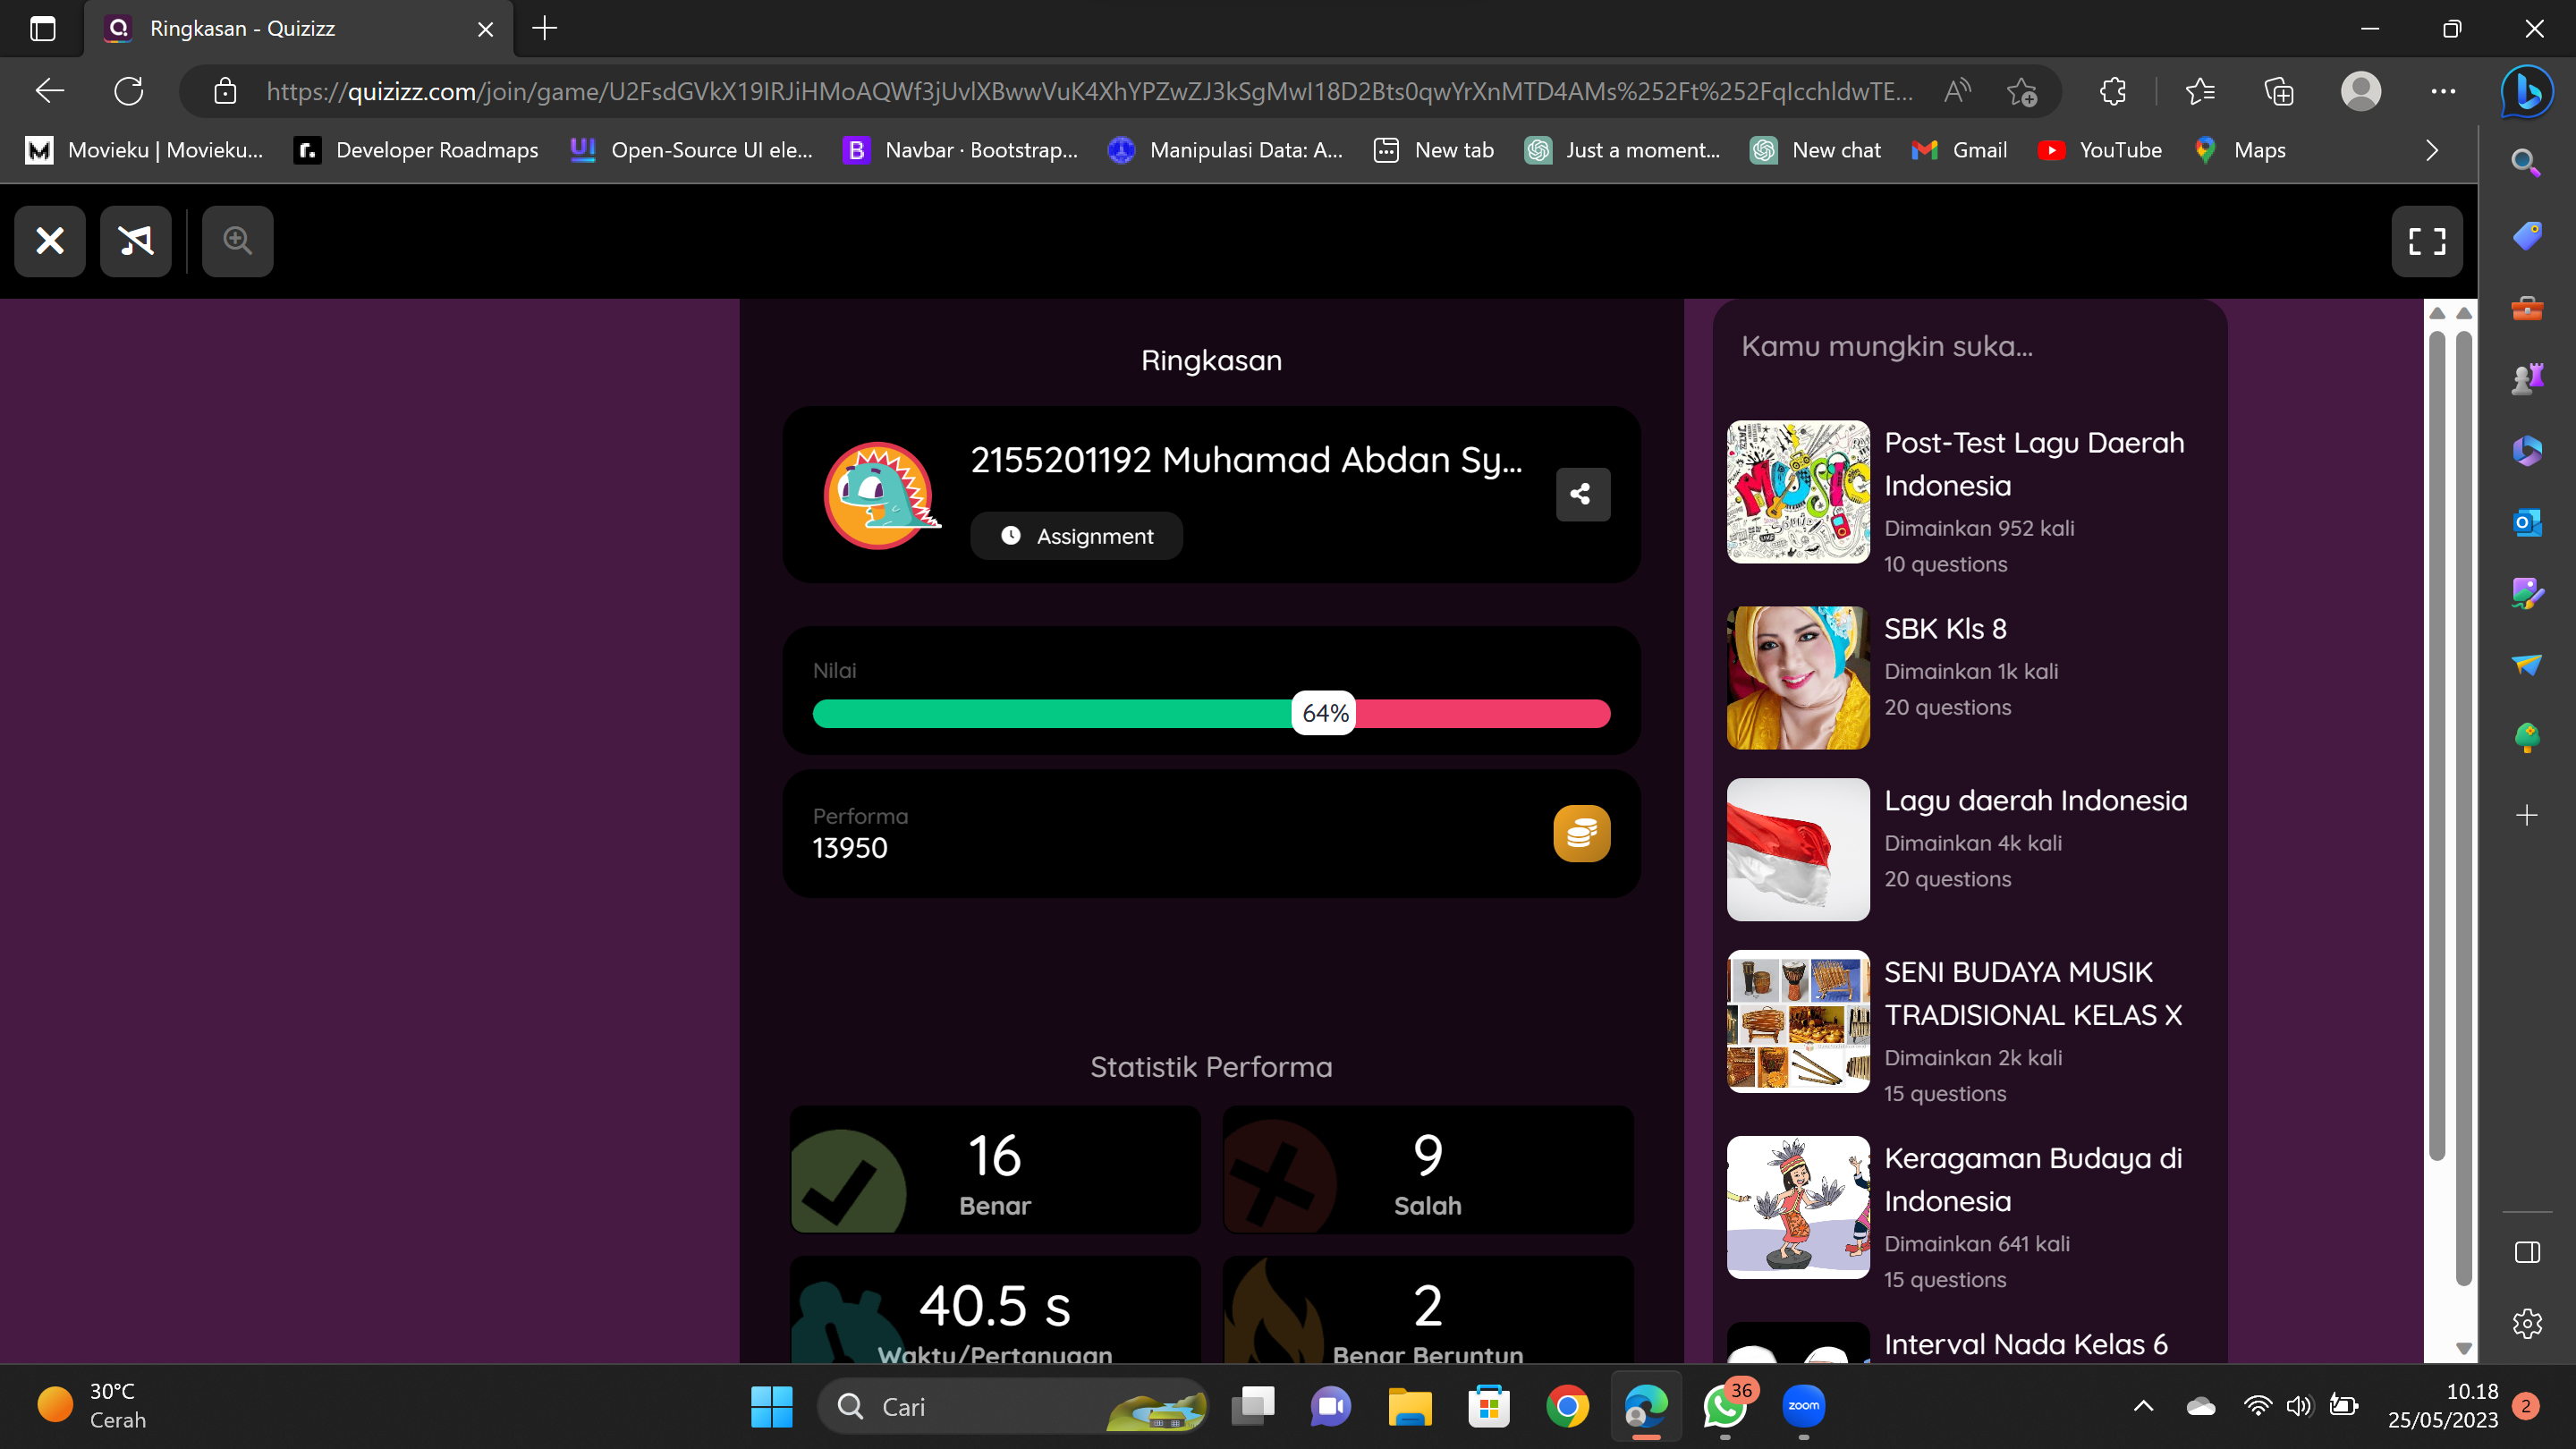 Ringkasan - Quizizz
https://quizizz.com/join/game/U2FsdGVkX19IRJiHMoAQWf3jUvlXBwwVuK4XhYPZwZJ3kSgMwI18D2Bts0qwYrXnMTD4AMs%252Ft%252FqIcchIdwTE...
Movieku | Movieku...
Developer Roadmaps
Open-Source UI ele...
Navbar · Bootstrap...
Manipulasi Data: A...
New tab
Just a moment...
New chat
Gmail
YouTube
Maps
Ringkasan
2155201192 Muhamad Abdan Sy...
Assignment
Nilai
64%
Performa
13950
Statistik Performa
16
Benar
9
Salah
40.5 s
Waktu/Pertanyaan
2
Benar Beruntun
Kamu mungkin suka...
Post-Test Lagu Daerah
Indonesia
Dimainkan 952 kali
10 questions
SBK Kls 8
Dimainkan 1k kali
20 questions
Lagu daerah Indonesia
Dimainkan 4k kali
20 questions
SENI BUDAYA MUSIK
TRADISIONAL KELAS X
Dimainkan 2k kali
15 questions
Keragaman Budaya di
Indonesia
Dimainkan 641 kali
15 questions
Interval Nada Kelas 6
30°C
Cerah
Cari
36
zoom
10.18
25/05/2023
2